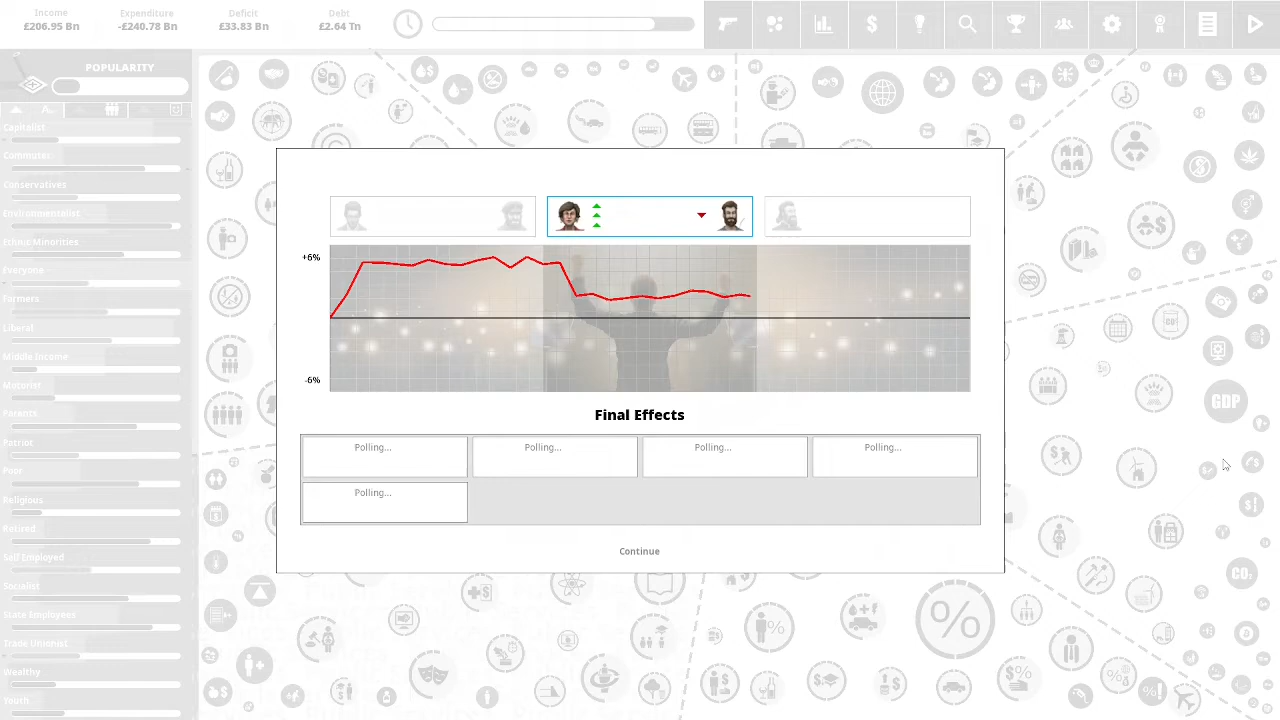 Income Expenditure Deficit Debt
£206.95 Bn -£240.78 Bn £33.83 Bn £2.64 Tn
POPULARITY
Capitalist
Commuter
Conservatives
Environmentalist
Ethnic Minorities
Everyone
Farmers
Liberal
Middle Income
Motorist
Parents
Patriot
Poor
Religious
Retired
Self Employed
Socialist
State Employees
Trade Unionist
Wealthy
Youth
+6%
-6%
Final Effects
Polling... Polling... Polling... Polling...
Polling...
Continue
GDP
CO₂